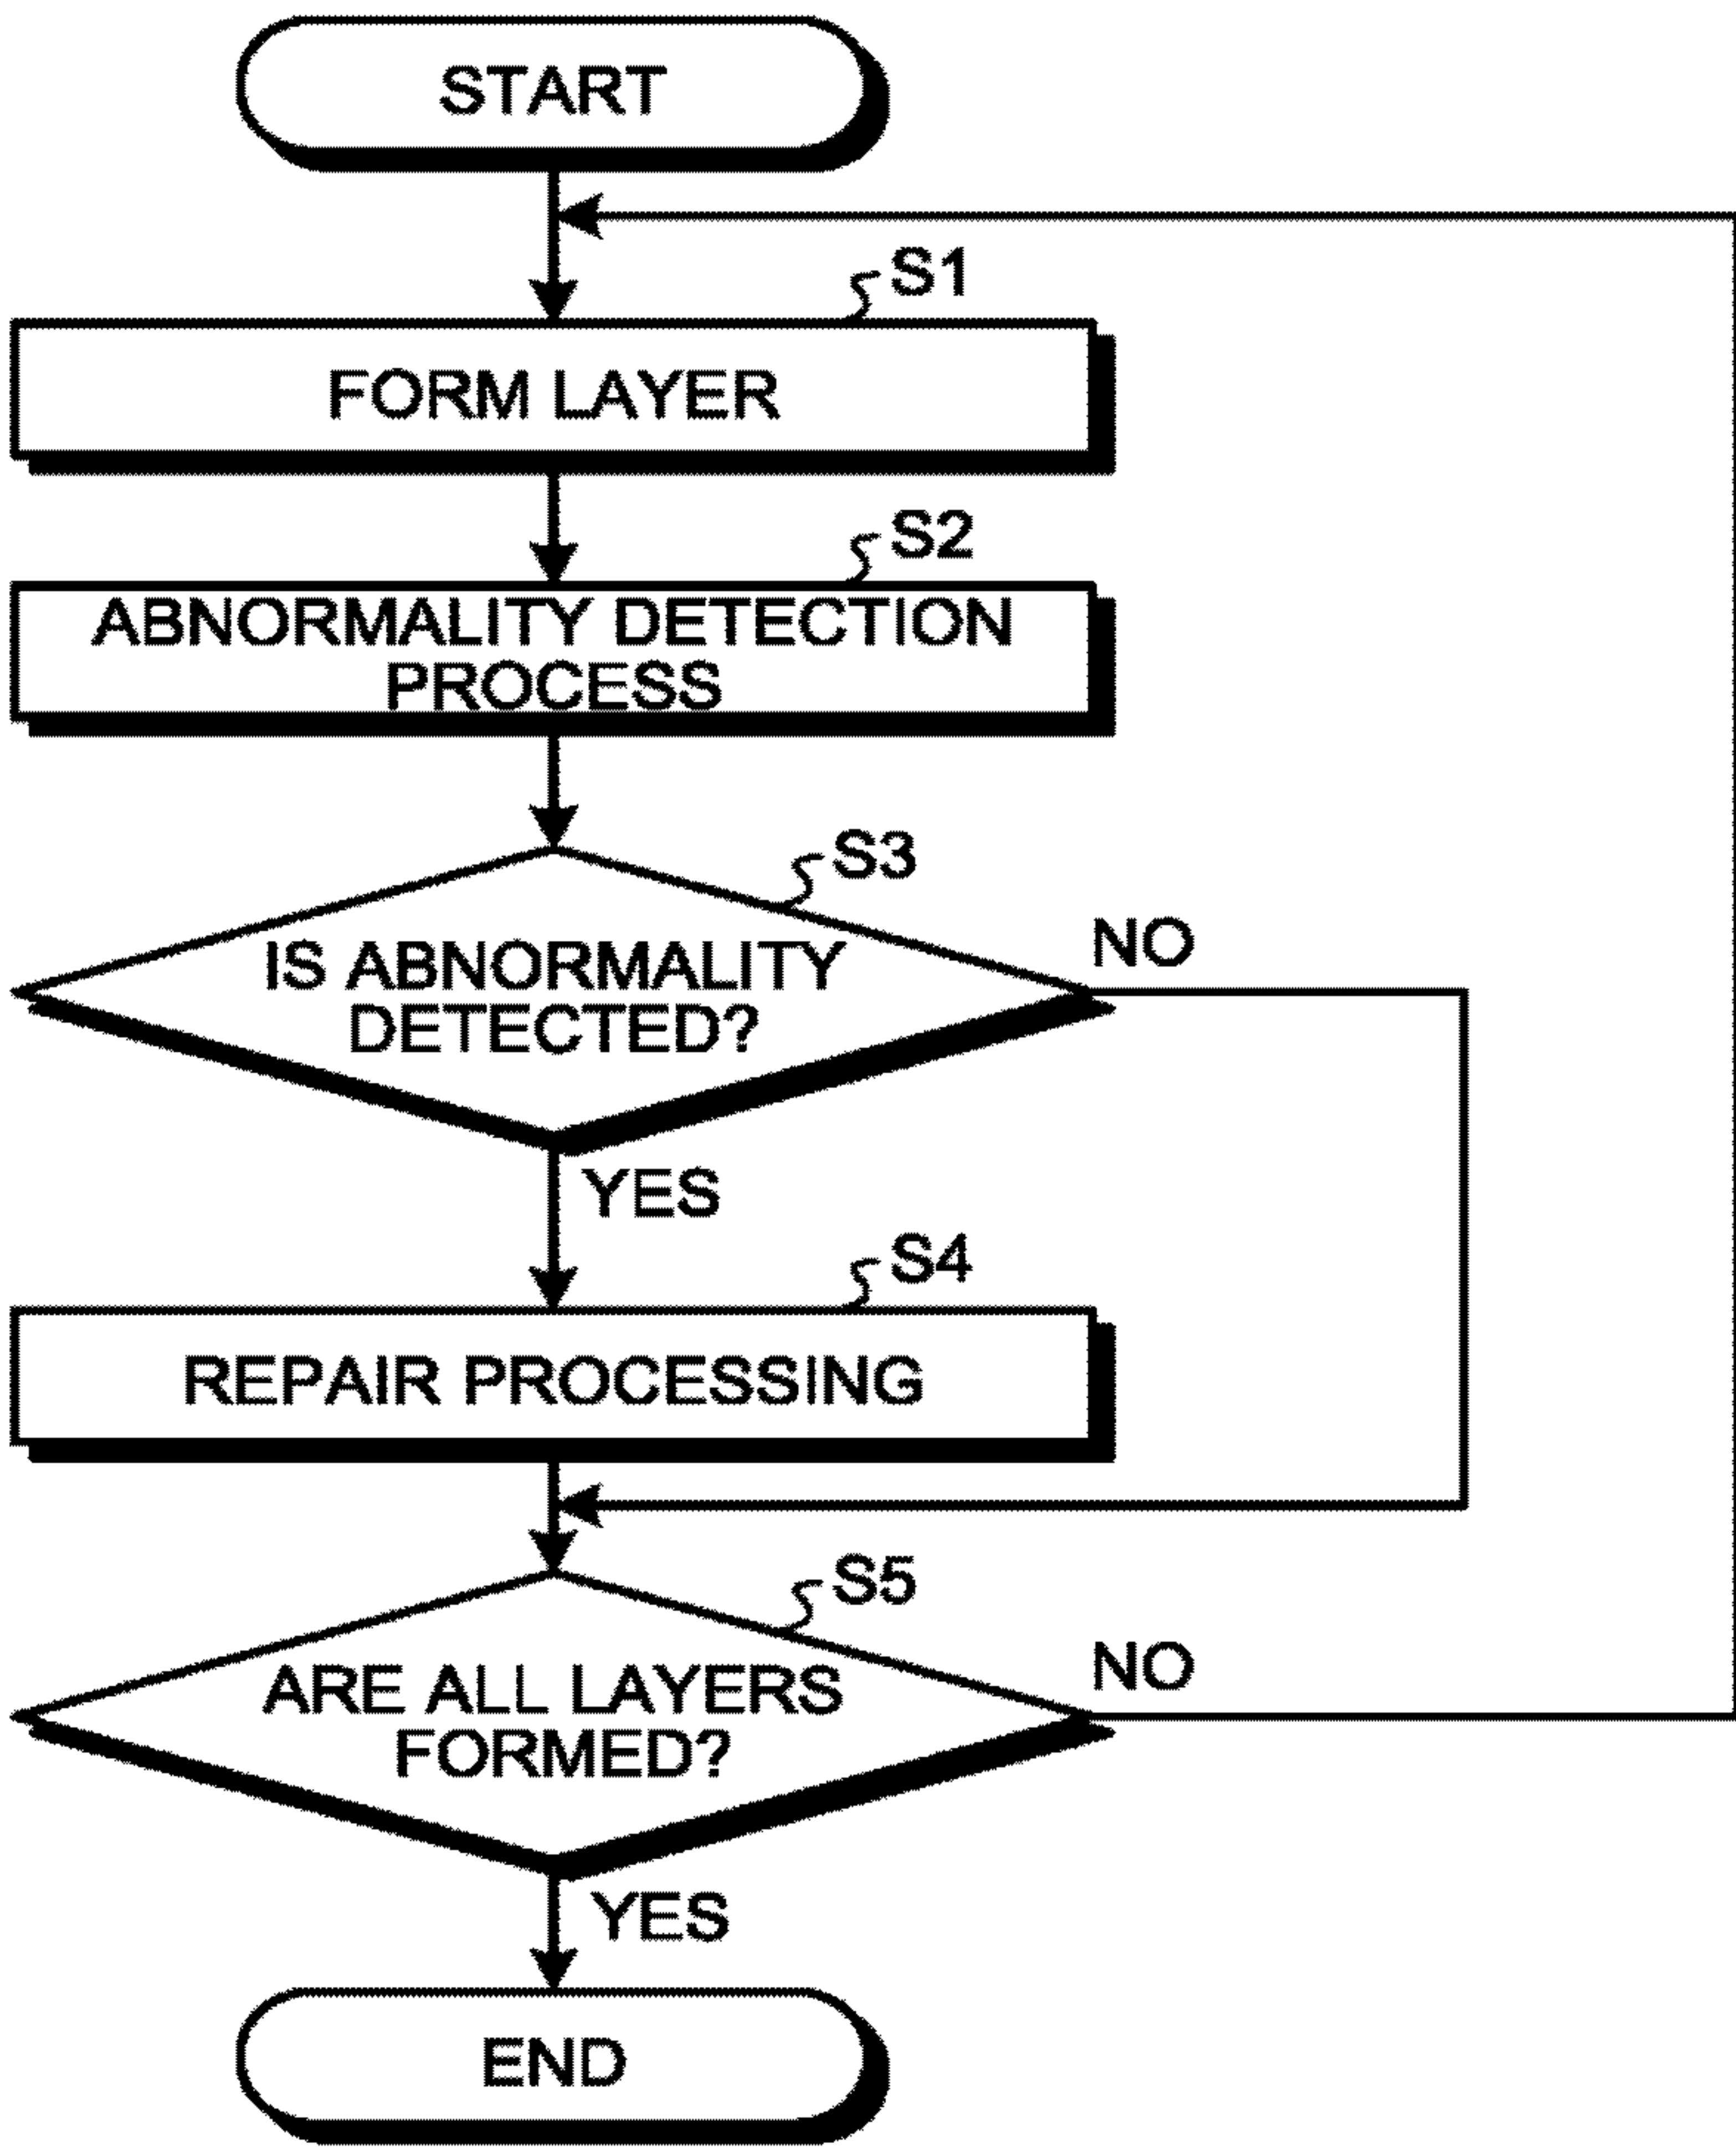 START
S1
FORM LAYER
S2
ABNORMALITY DETECTION
PROCESS
S3
IS ABNORMALITY
DETECTED?
NO
YES
S4
REPAIR PROCESSING
S5
ARE ALL LAYERS
FORMED?
NO
YES
END